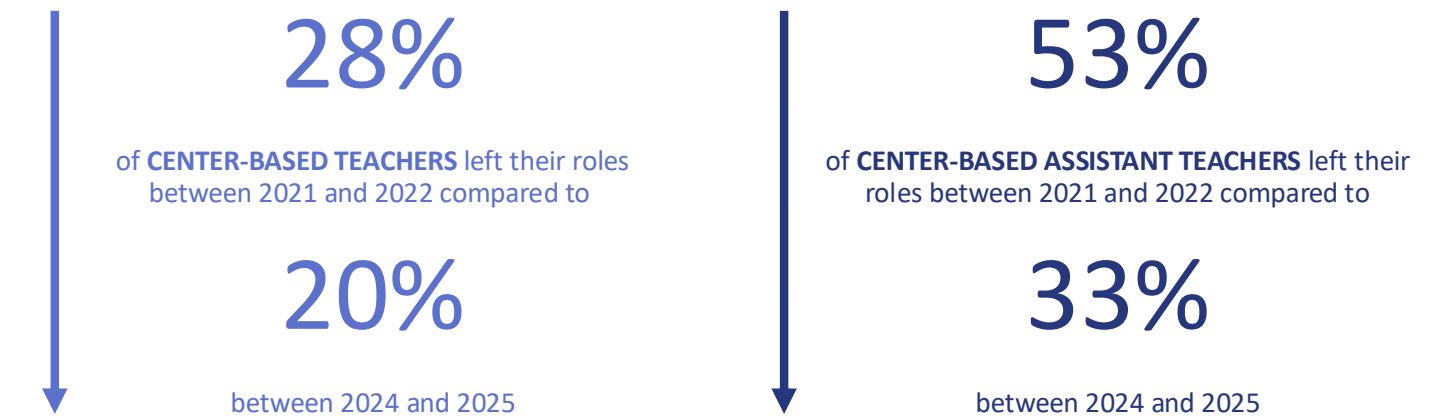 28%
of CENTER-BASED TEACHERS left their roles
between 2021 and 2022 compared to
20%
between 2024 and 2025
53%
of CENTER-BASED ASSISTANT TEACHERS left their
roles between 2021 and 2022 compared to
33%
between 2024 and 2025